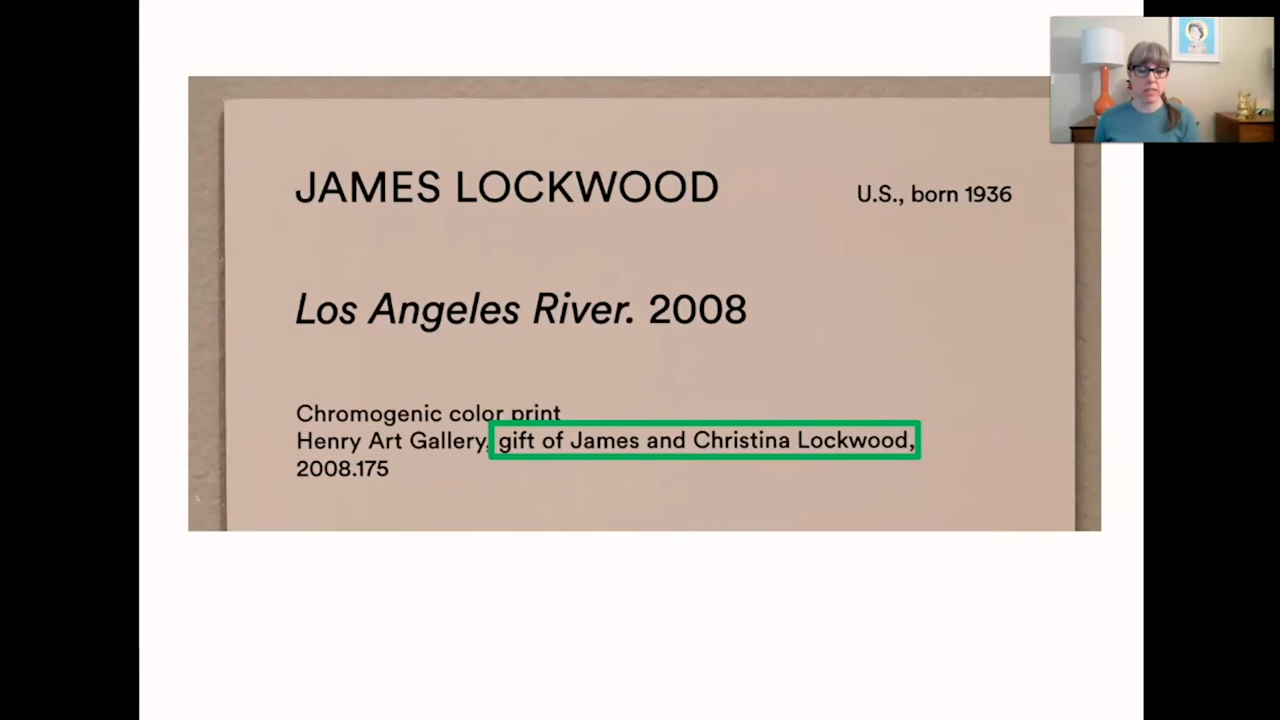 JAMES LOCKWOOD
U.S., born 1936
Los Angeles River. 2008
Chromogenic color print
Henry Art Gallery, gift of James and Christina Lockwood,
2008.175